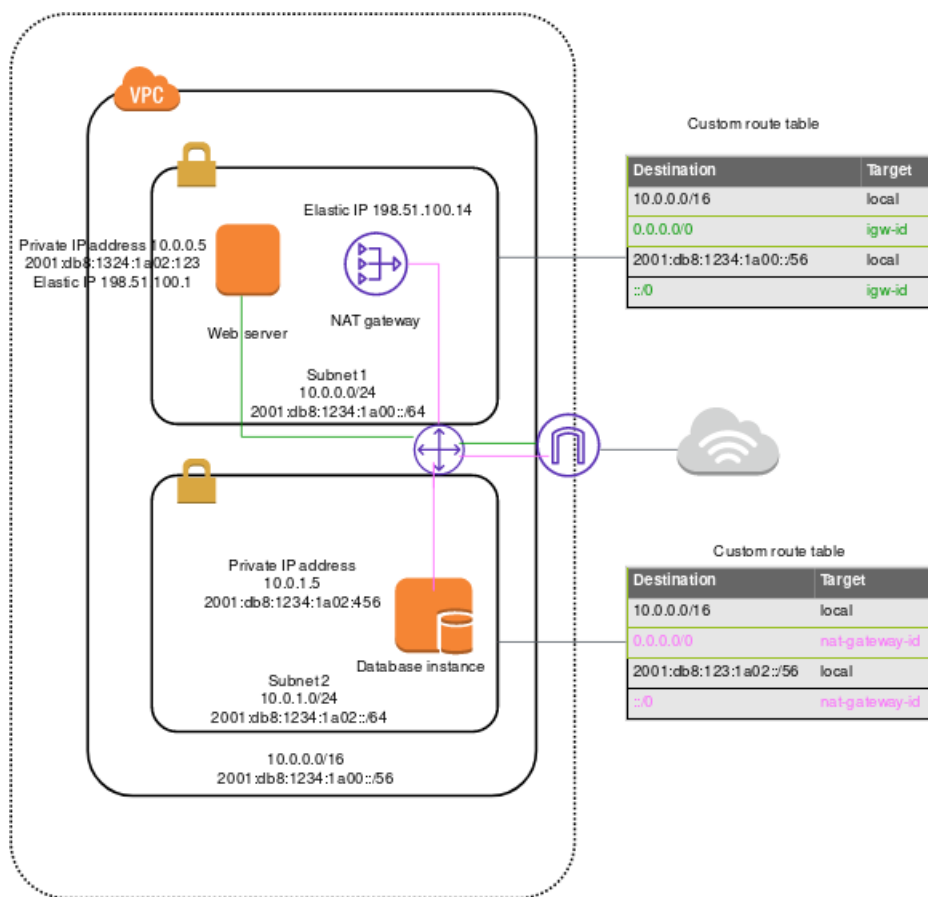 VPC
Elastic IP 198.51.100.14
Private IP address 10.0.0.5
2001:db8:1324:1a02:123
Elastic IP 198.51.100.1
Web server
NAT gateway
Subnet 1
10.0.0.0/24
2001:db8:1234:1a00::/64
Private IP address
10.0.1.5
2001:db8:1234:1a02:456
Database instance
Subnet 2
10.0.1.0/24
2001:db8:1234:1a02::/64
10.0.0.0/16
2001:db8:1234:1a00::/56
Custom route table
Destination Target
10.0.0.0/16 local
0.0.0.0/0 igw-id
2001:db8:1234:1a00::/56 local
::/0 igw-id
Custom route table
Destination Target
10.0.0.0/16 local
0.0.0.0/0 nat-gateway-id
2001:db8:123:1a02::/56 local
::/0 nat-gateway-id